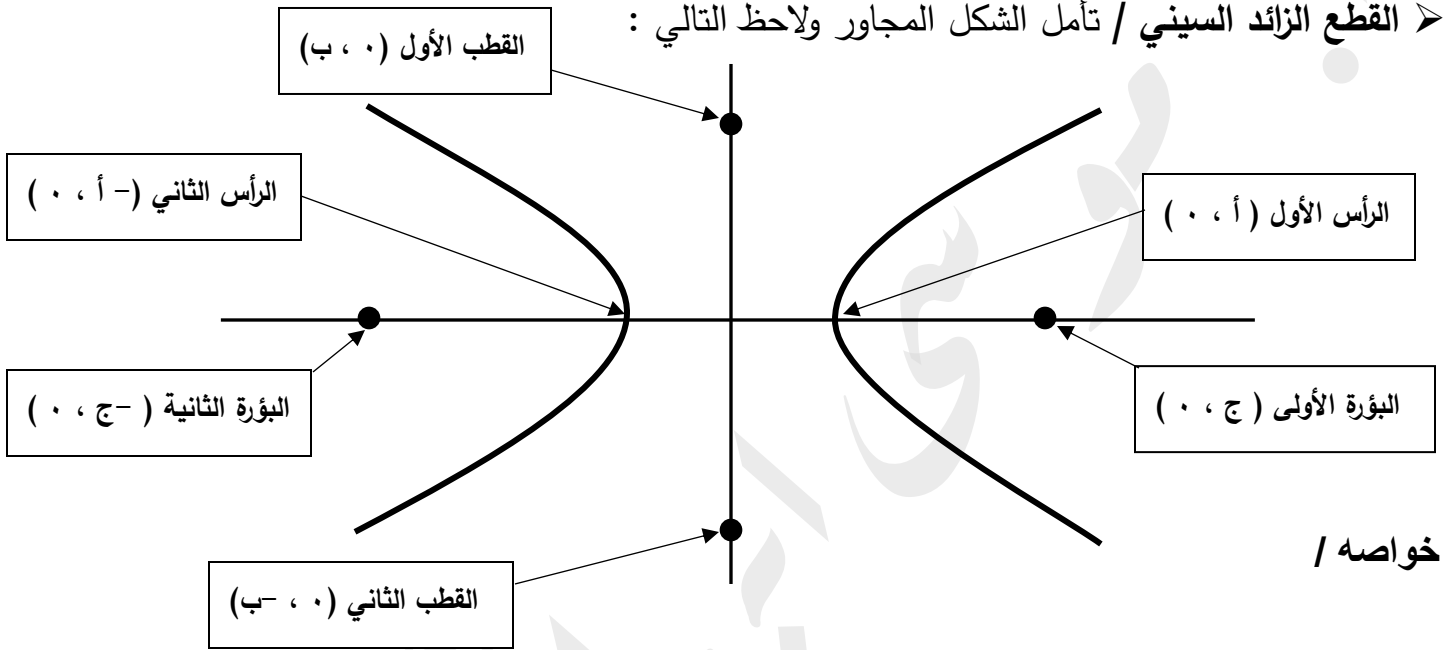 ➢ القطع الزائد السيني / تأمل الشكل المجاور ولاحظ التالي :
القطب الأول (٠ ، ب)
الرأس الثاني (– أ ، ٠ )
الرأس الأول ( أ ، ٠ )
البؤرة الثانية ( –ج ، ٠ )
البؤرة الأولى ( ج ، ٠ )
خواصه /
القطب الثاني (٠ ، –ب)